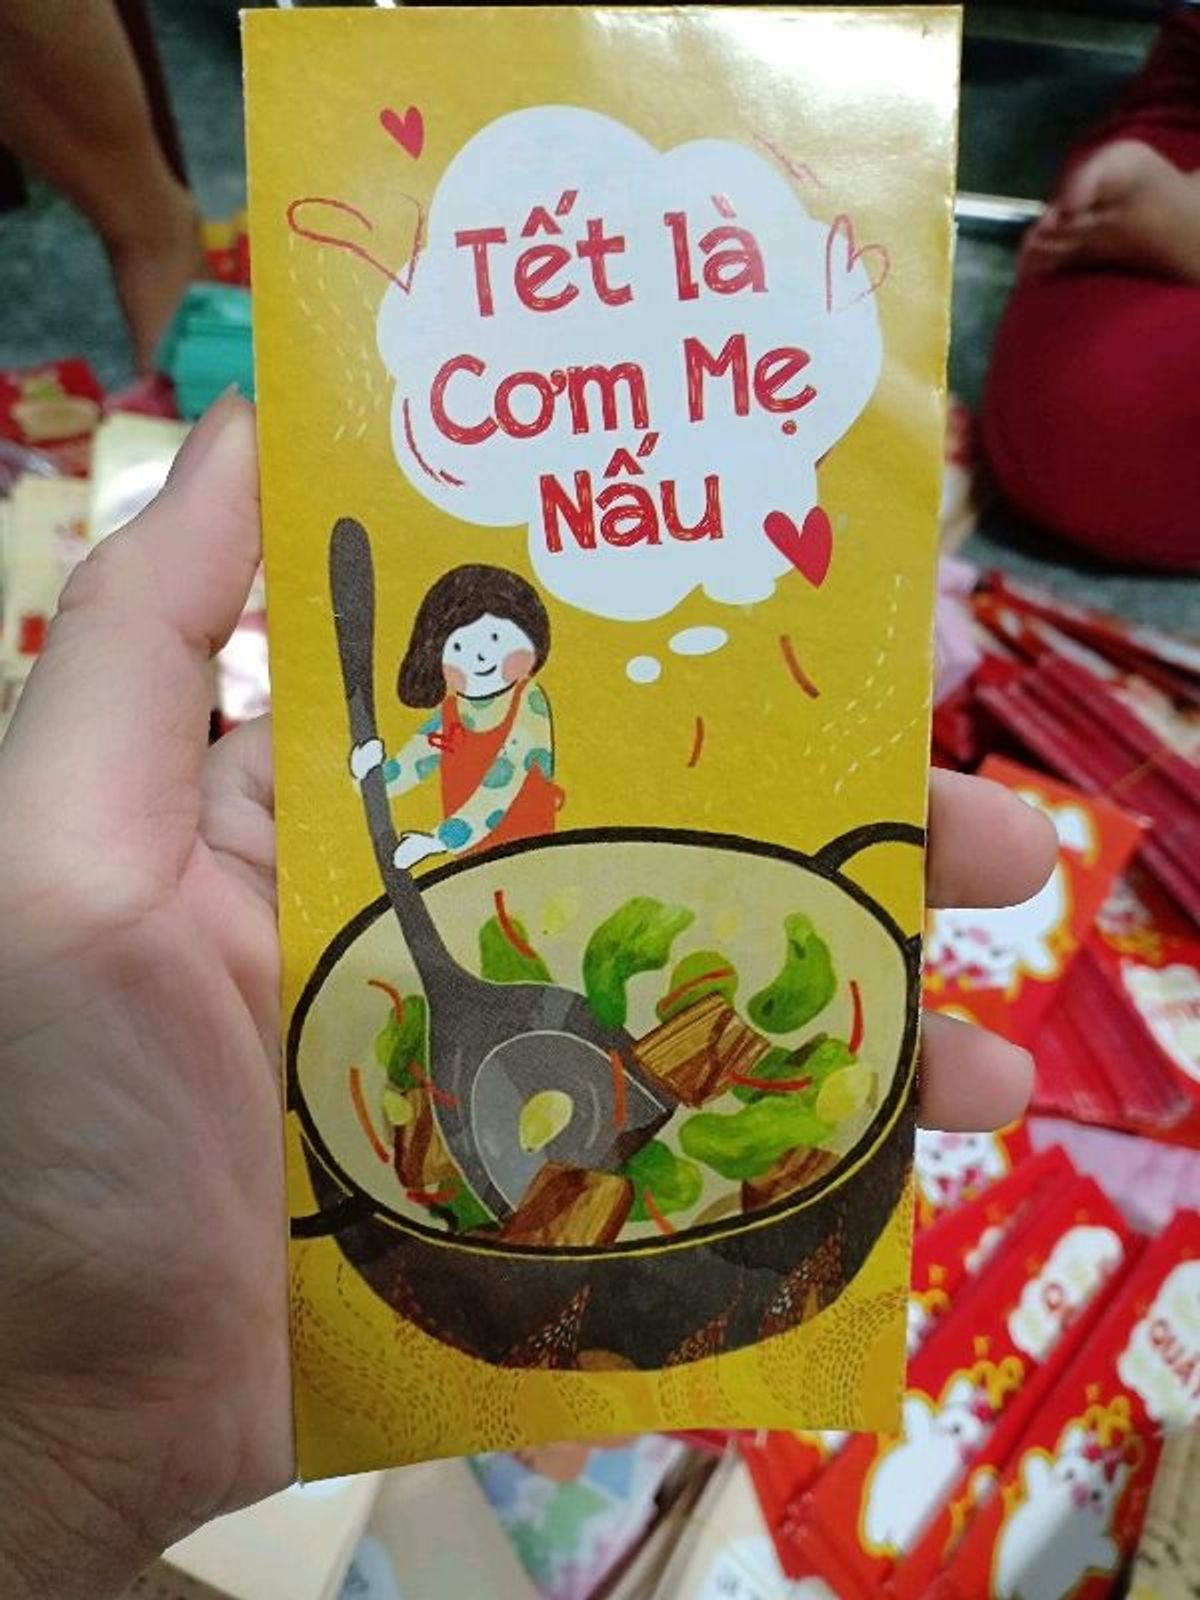 Tết là
Cơm Mẹ
Nấu